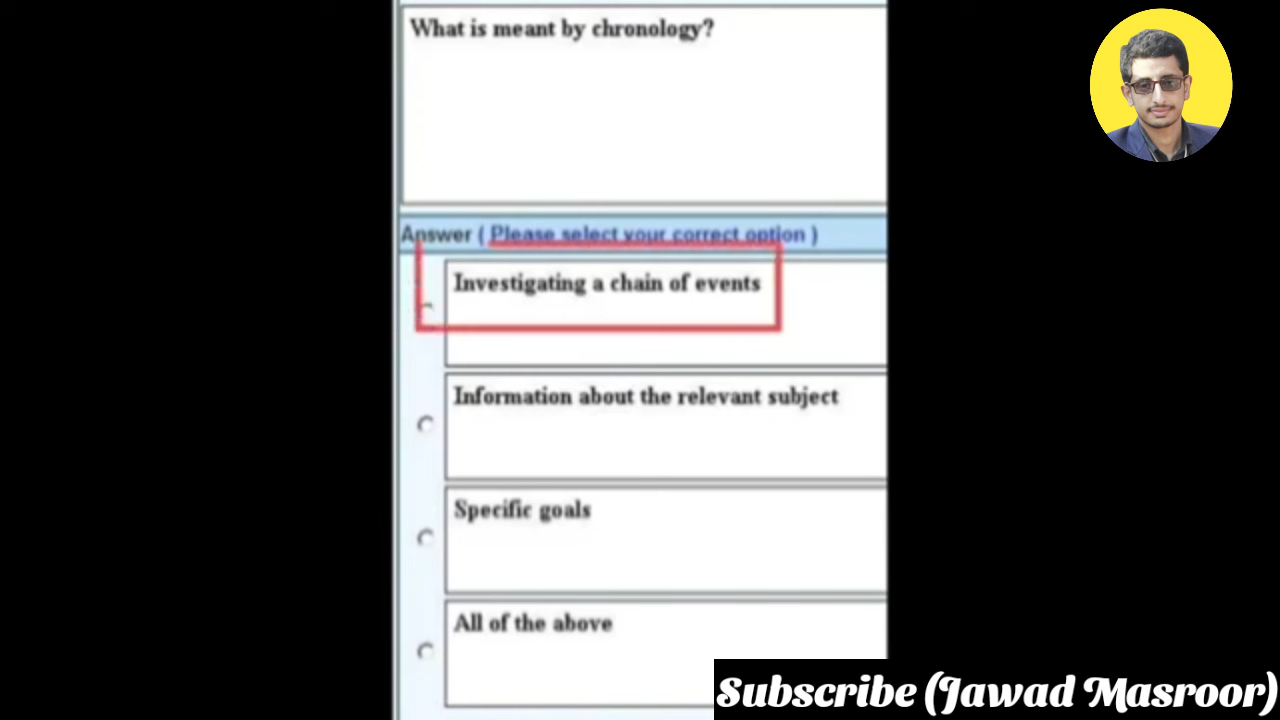 What is meant by chronology?
Answer ( Please select your correct option )
Investigating a chain of events
Information about the relevant subject
Specific goals
All of the above
Subscribe (Jawad Masroor)